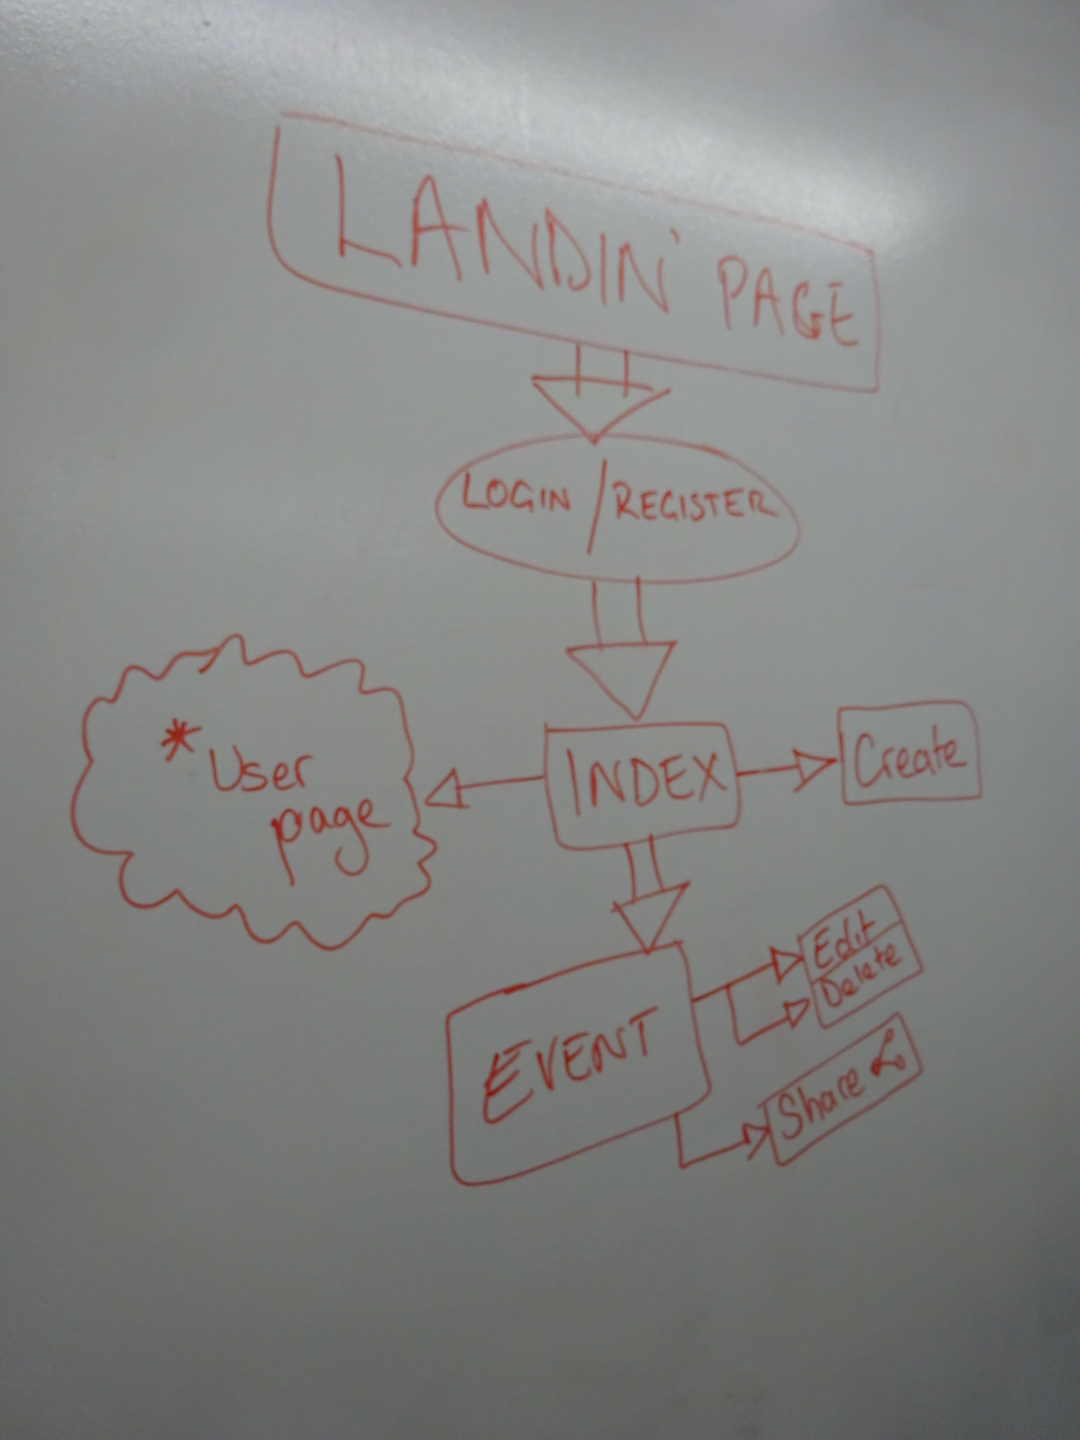 LANDIN' PAGE
LOGIN / REGISTER
* User
page
INDEX
Create
EVENT
Edit
Delete
Share